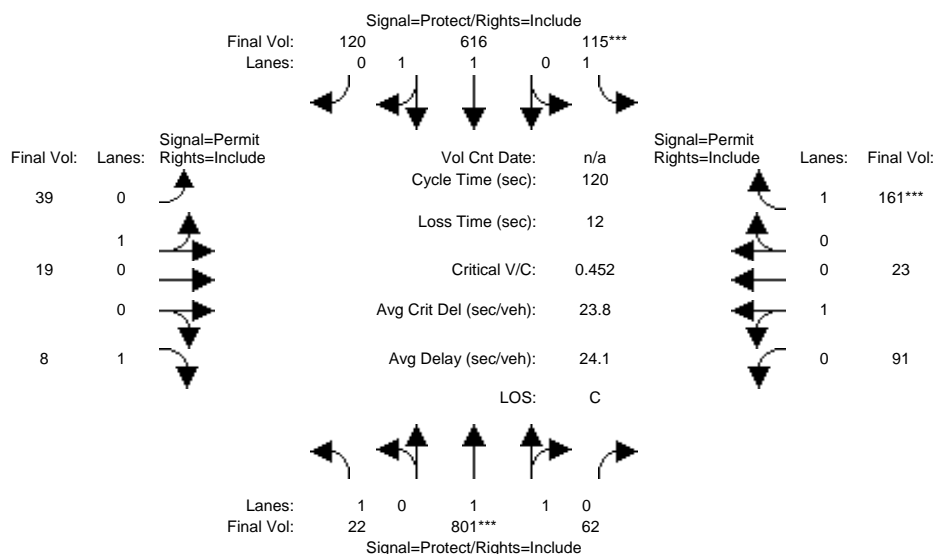 Signal=Protect/Rights=Include
Final Vol: 120 616 115***
Lanes: 0 1 1 0 1
Signal=Permit Signal=Permit
Final Vol: Lanes: Rights=Include Vol Cnt Date: n/a Rights=Include Lanes: Final Vol:
Cycle Time (sec): 120
39 0 1 161***
Loss Time (sec): 12
1 0
19 0 Critical V/C: 0.452 0 23
0 Avg Crit Del (sec/veh): 23.8 1
8 1 Avg Delay (sec/veh): 24.1 0 91
LOS: C
Lanes: 1 0 1 1 0
Final Vol: 22 801*** 62
Signal=Protect/Rights=Include